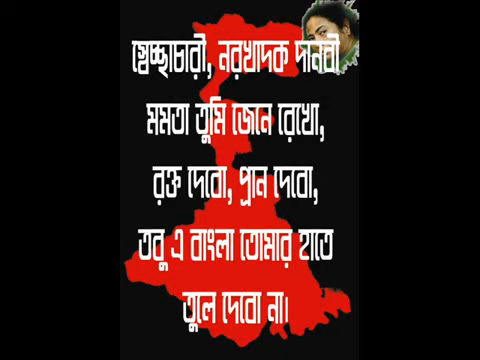 স্বেচ্ছাচারী, নরখাদক দানবী
মমতা তুমি জেনে রেখো,
রক্ত দেবো, প্রান দেবো,
তবু এ বাংলা তোমার হাতে
তুলে দেবো না।